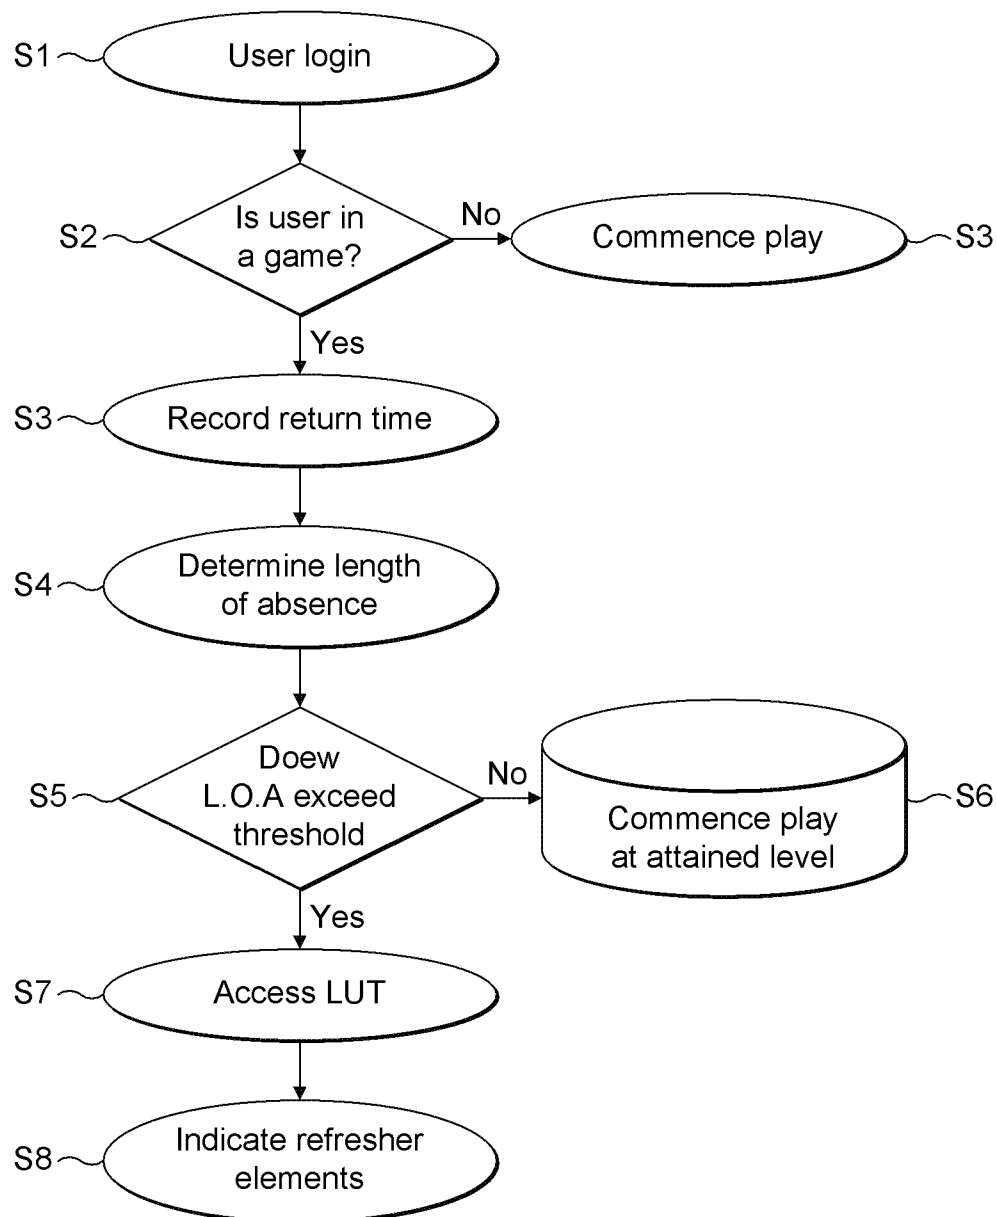 S1
User login
S2
Is user in
a game?
No
Commence play
S3
Yes
S3
Record return time
S4
Determine length
of absence
S5
Doew
L.O.A exceed
threshold
No
Commence play
at attained level
S6
Yes
S7
Access LUT
S8
Indicate refresher
elements